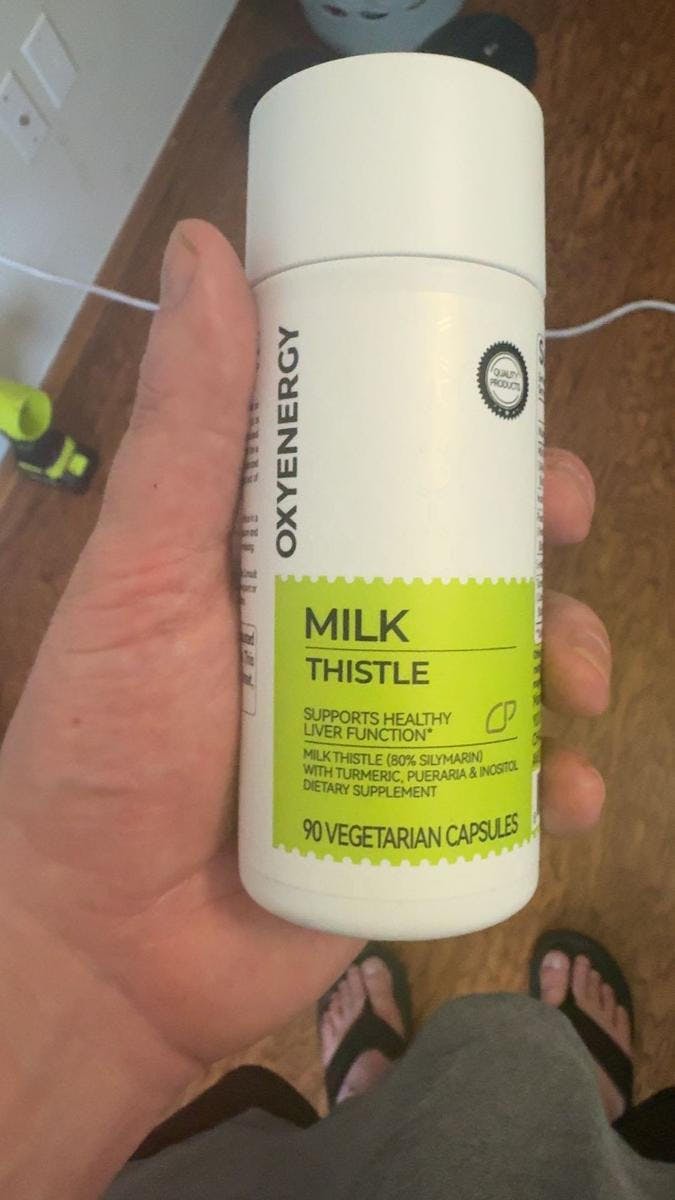 OXYENERGY
QUALITY
PRODUCTS
MILK
THISTLE
SUPPORTS HEALTHY
LIVER FUNCTION*
MILK THISTLE (80% SILYMARIN)
WITH TURMERIC, PUERARIA & INOSITOL
DIETARY SUPPLEMENT
90 VEGETARIAN CAPSULES